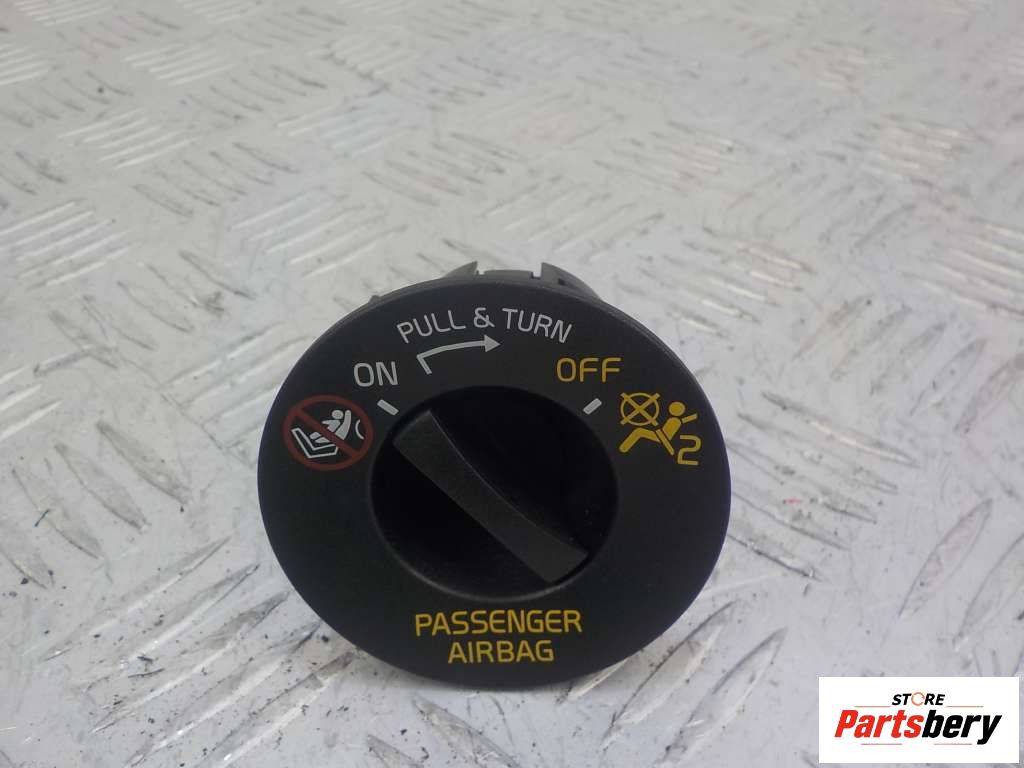 PULL & TURN
ON
OFF
2
PASSENGER
AIRBAG
STORE
Partsbery